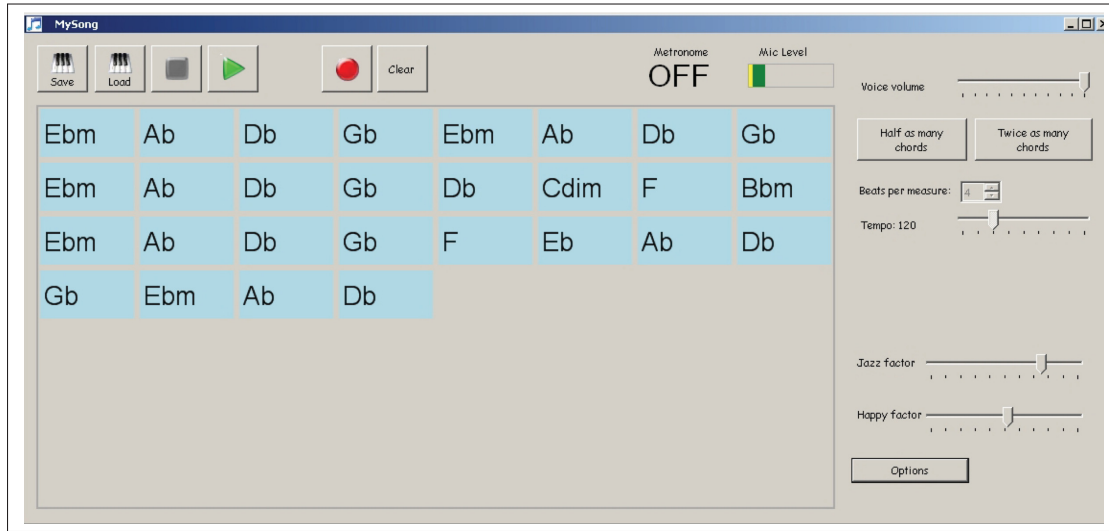 MySong
Save
Load
Clear
Metronome
OFF
Mic Level
Voice volume
Half as many
chords
Twice as many
chords
Beats per measure: 4
Tempo: 120
Ebm Ab Db Gb Ebm Ab Db Gb
Ebm Ab Db Gb Db Cdim F Bbm
Ebm Ab Db Gb F Eb Ab Db
Gb Ebm Ab Db
Jazz factor
Happy factor
Options